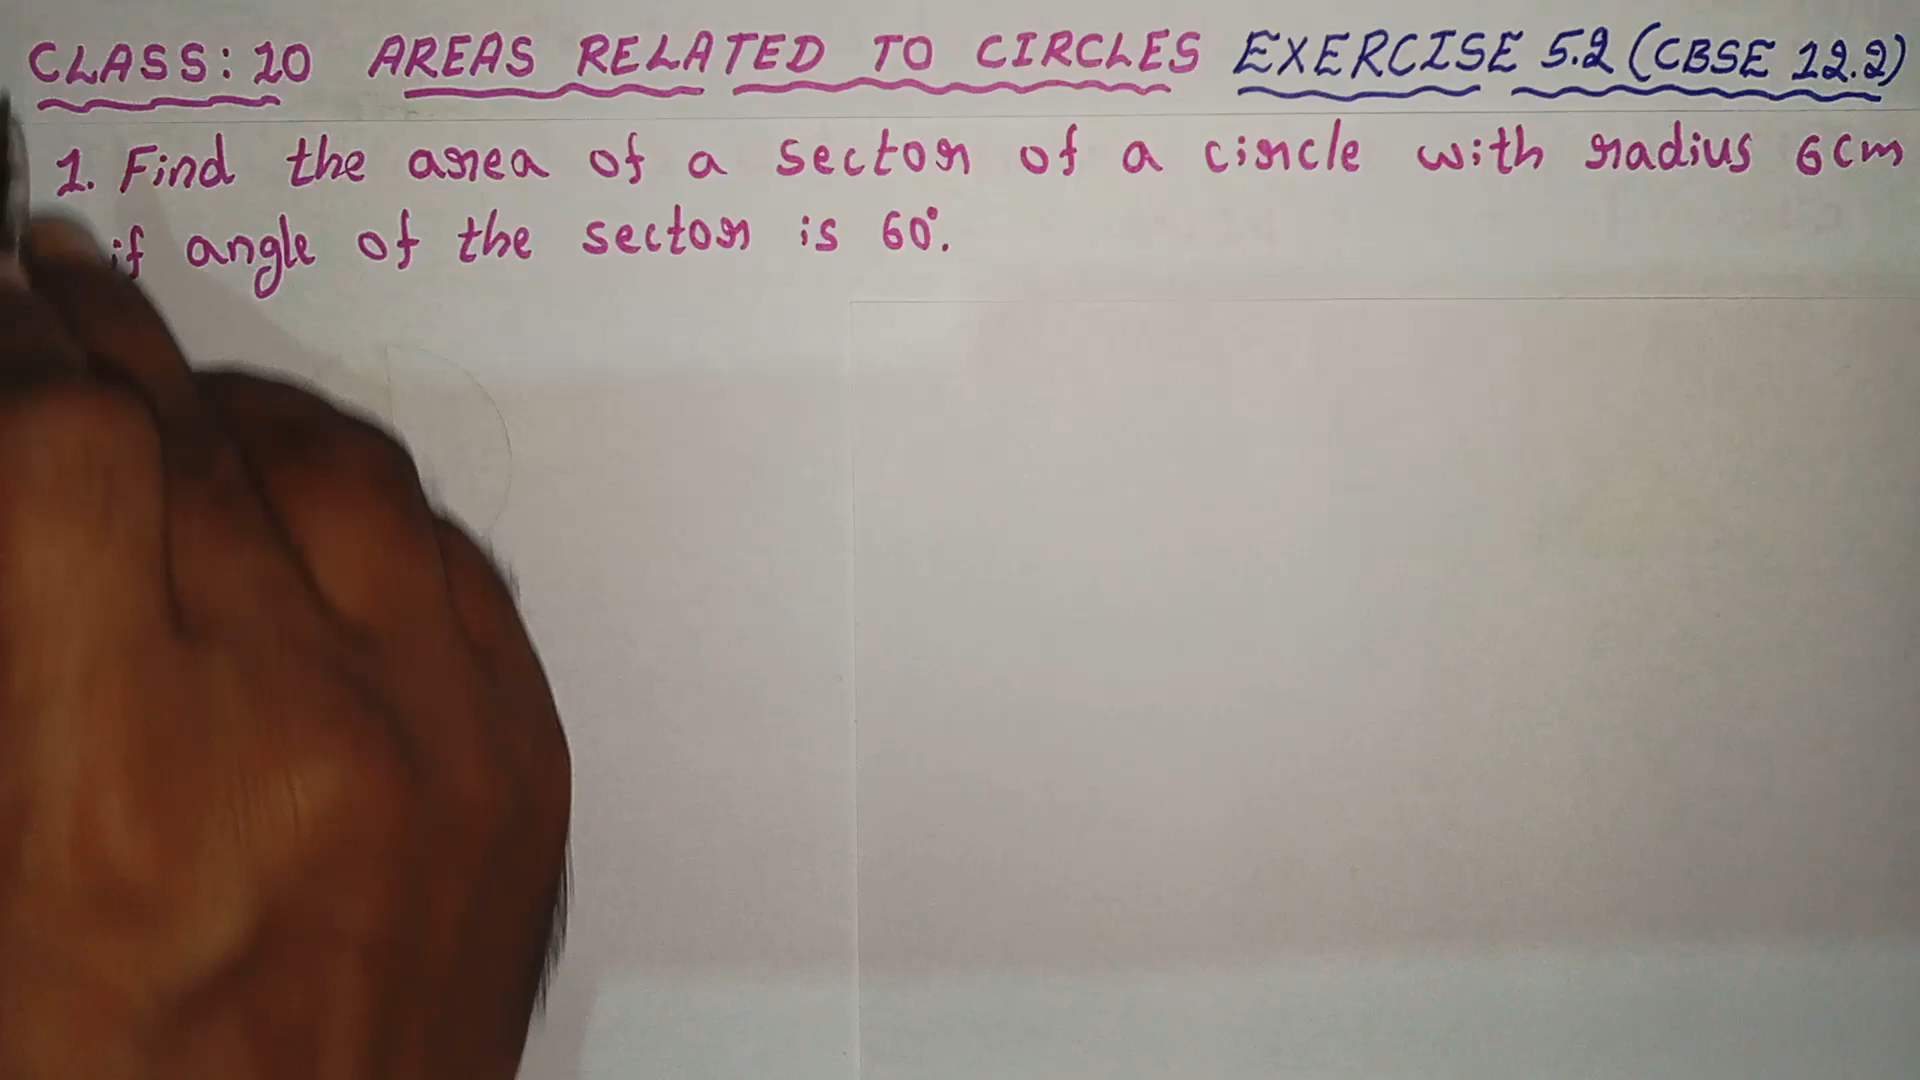 CLASS: 10 AREAS RELATED TO CIRCLES EXERCISE 5.2 (CBSE 12.2)
1. Find the area of a sector of a circle with radius 6cm
if angle of the sector is 60°.